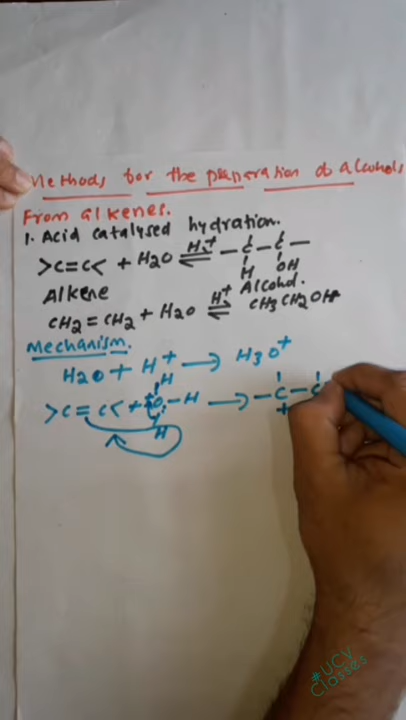 Methods for the preparation of alcohols
From alkenes.
1. Acid catalysed hydration.
>C=C< + H2O ⇌ H+ -C-C-
H OH
Alkene Alcohol.
CH2=CH2 + H2O ⇌ H+ CH3CH2OH
Mechanism.
H2O + H+ → H3O+
H
>C=C< + O-H → -C-C
+
H
#UCV
Classes